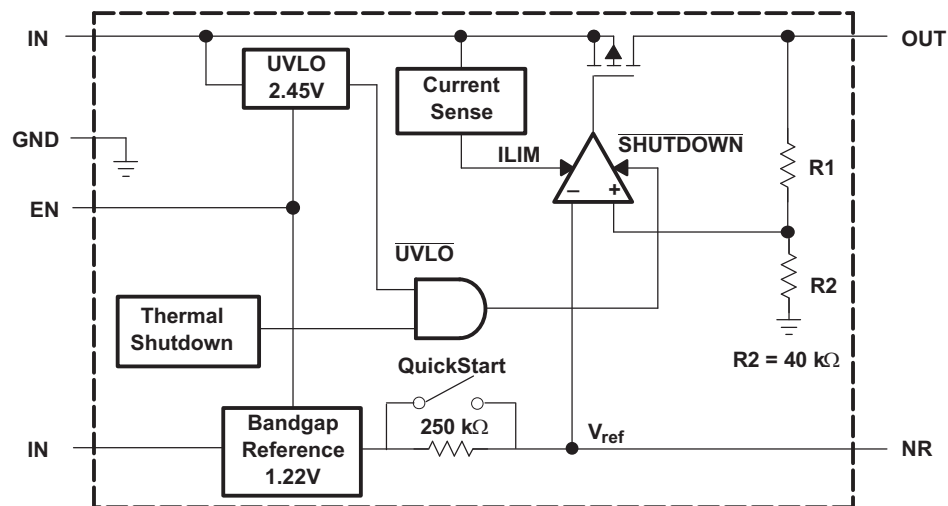 IN
OUT
UVLO
2.45V
Current
Sense
GND
SHUTDOWN
ILIM
R1
– +
EN
UVLO
R2
Thermal
Shutdown
R2 = 40 kΩ
QuickStart
Bandgap
Reference
1.22V
250 kΩ
Vref
IN
NR